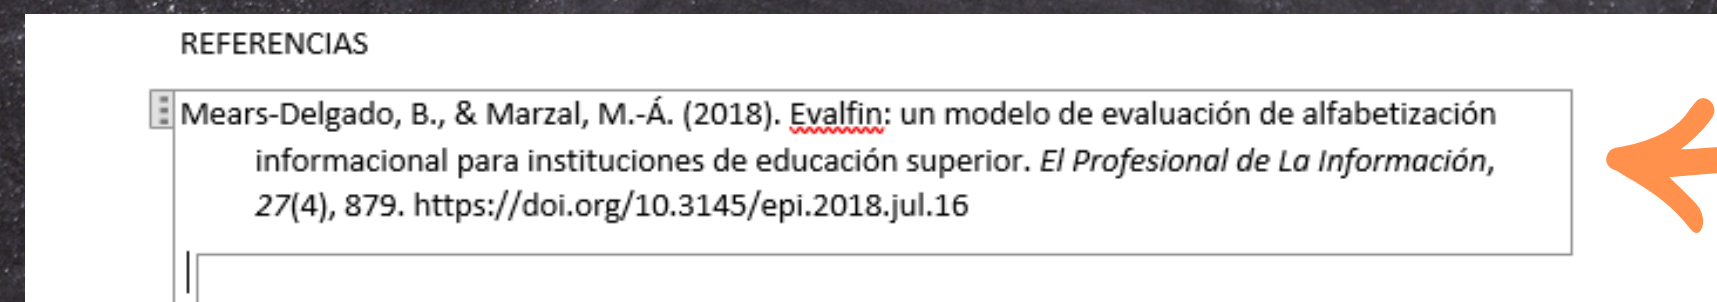 REFERENCIAS
Mears-Delgado, B., & Marzal, M.-Á. (2018). Evalfin: un modelo de evaluación de alfabetización
informacional para instituciones de educación superior. El Profesional de La Información,
27(4), 879. https://doi.org/10.3145/epi.2018.jul.16